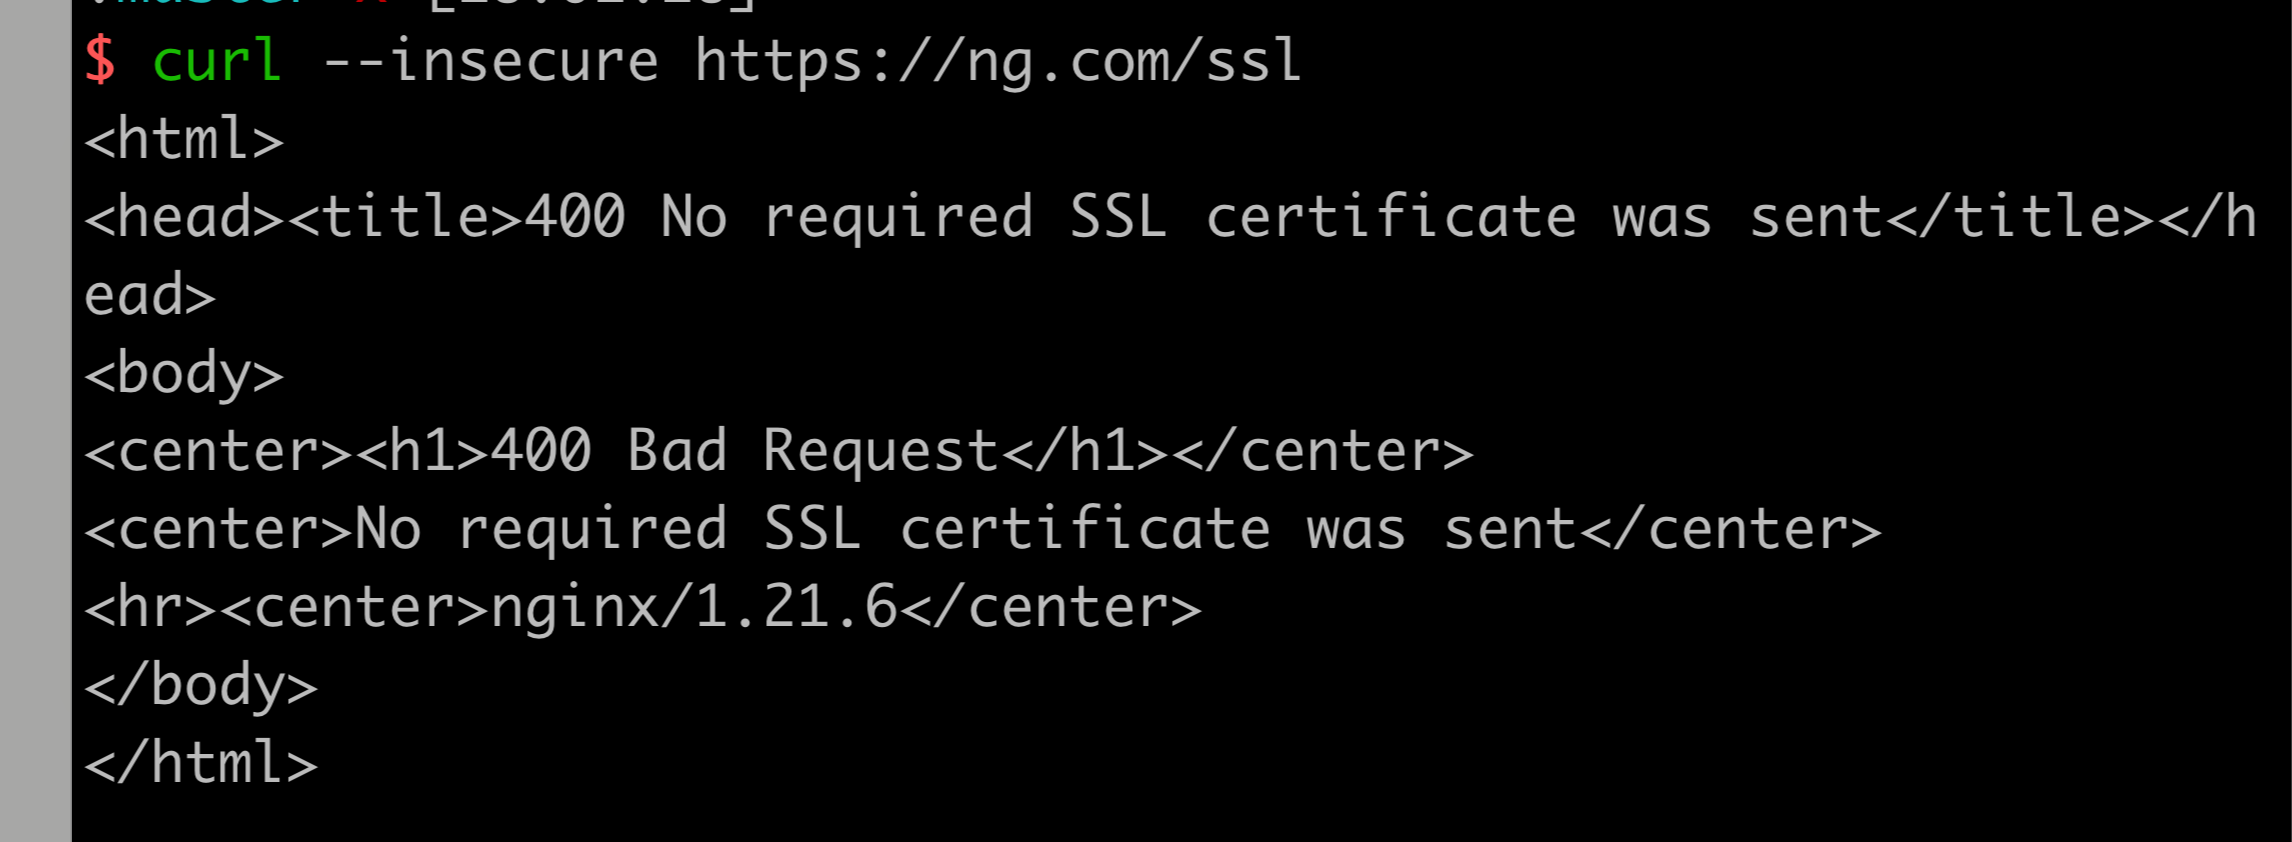 $ curl --insecure https://ng.com/ssl
<html>
<head><title>400 No required SSL certificate was sent</title></h
ead>
<body>
<center><h1>400 Bad Request</h1></center>
<center>No required SSL certificate was sent</center>
<hr><center>nginx/1.21.6</center>
</body>
</html>